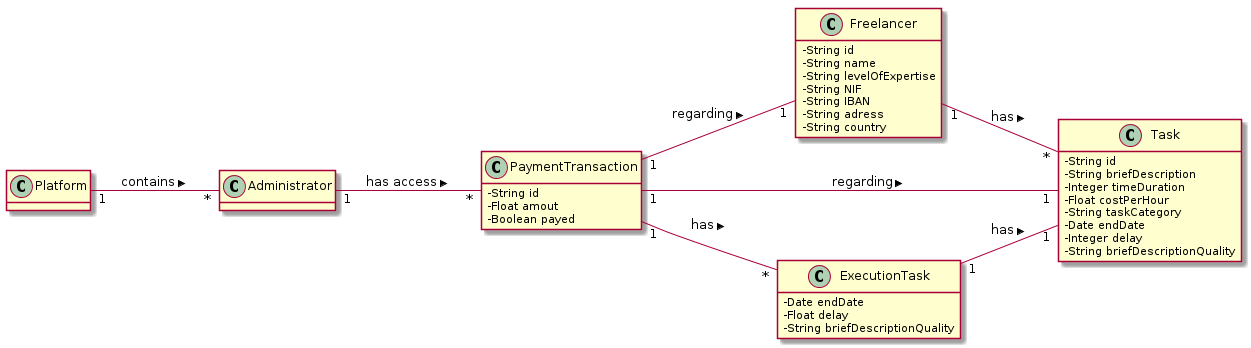 C Platform
contains ▶
1
*
C Administrator
has access ▶
1
*
C PaymentTransaction
-String id
-Float amout
-Boolean payed
regarding ▶
1
1
C Freelancer
-String id
-String name
-String levelOfExpertise
-String NIF
-String IBAN
-String adress
-String country
has ▶
1
*
regarding ▶
1
1
C Task
-String id
-String briefDescription
-Integer timeDuration
-Float costPerHour
-String taskCategory
-Date endDate
-Integer delay
-String briefDescriptionQuality
has ▶
1
*
C ExecutionTask
-Date endDate
-Float delay
-String briefDescriptionQuality
has ▶
1
1